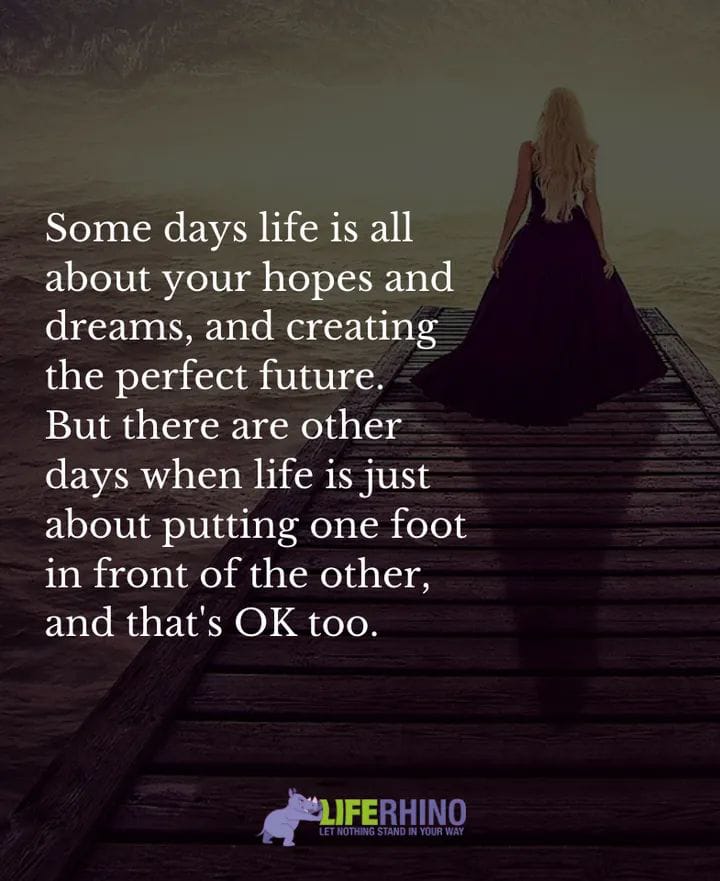 Some days life is all
about your hopes and
dreams, and creating
the perfect future.
But there are other
days when life is just
about putting one foot
in front of the other,
and that's OK too.
LIFERHINO
LET NOTHING STAND IN YOUR WAY